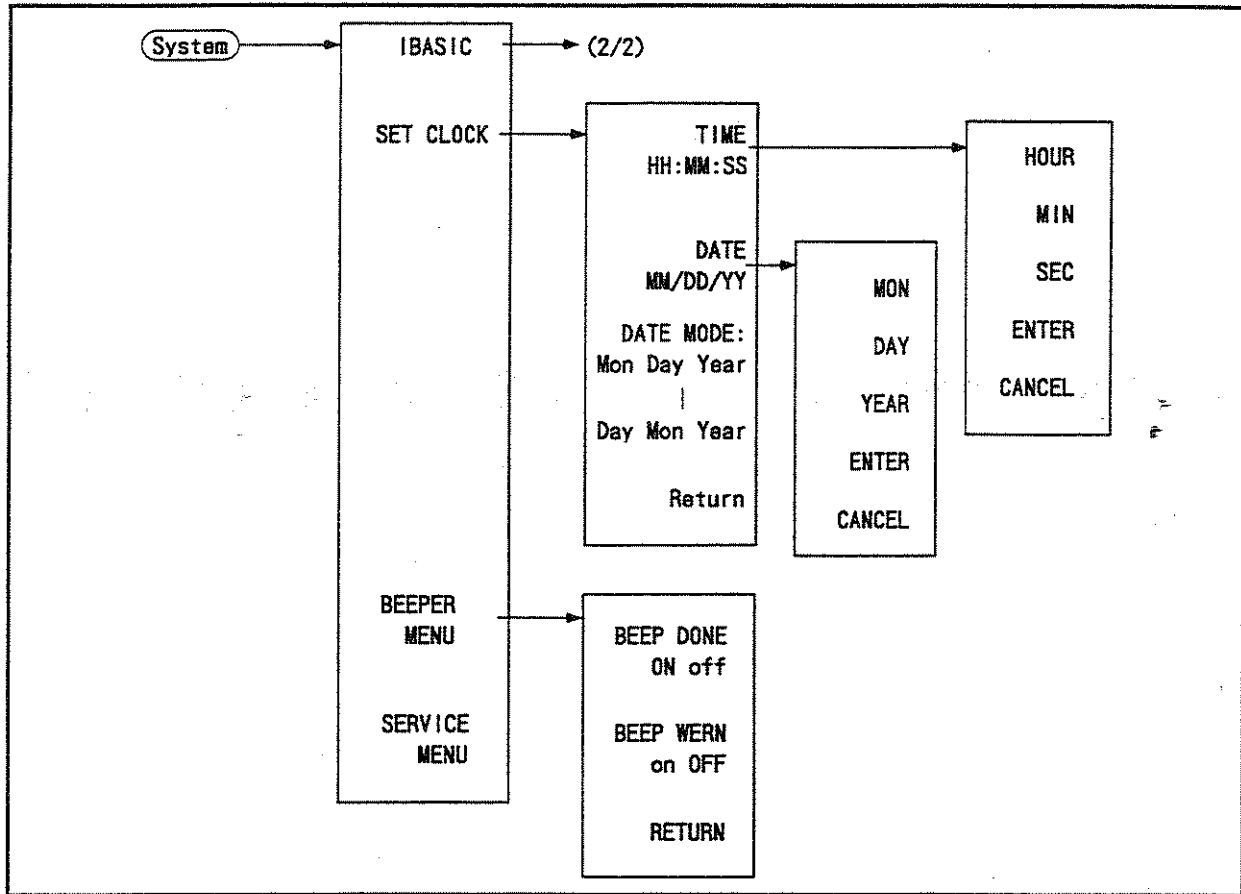 System
IBASIC
(2/2)
SET CLOCK
TIME
HH:MM:SS
DATE
MM/DD/YY
DATE MODE:
Mon Day Year
|
Day Mon Year
Return
HOUR
MIN
SEC
ENTER
CANCEL
MON
DAY
YEAR
ENTER
CANCEL
BEEPER
MENU
BEEP DONE
ON off
BEEP WERN
on OFF
RETURN
SERVICE
MENU